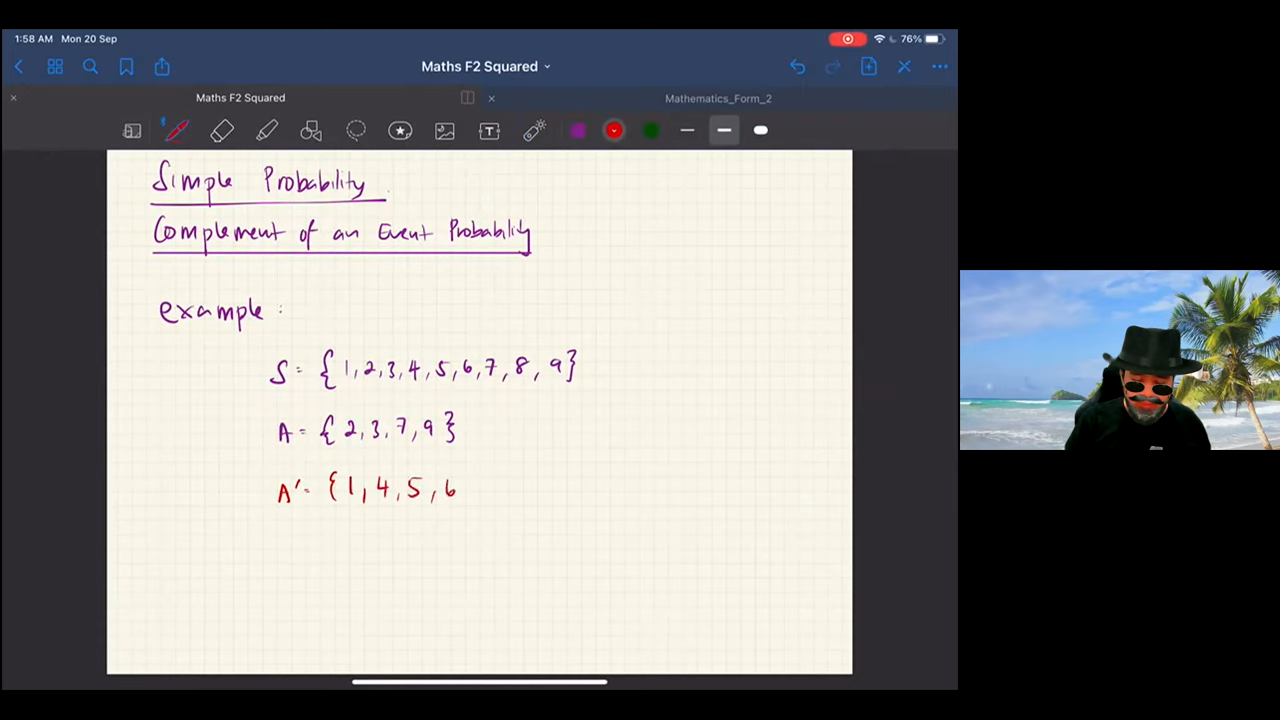 1:58 AM Mon 20 Sep
76%
Maths F2 Squared
Maths F2 Squared
Mathematics_Form_2
Simple Probability
Complement of an Event Probability
example :
S = {1,2,3,4,5,6,7,8,9}
A = {2,3,7,9}
A' = {1,4,5,6